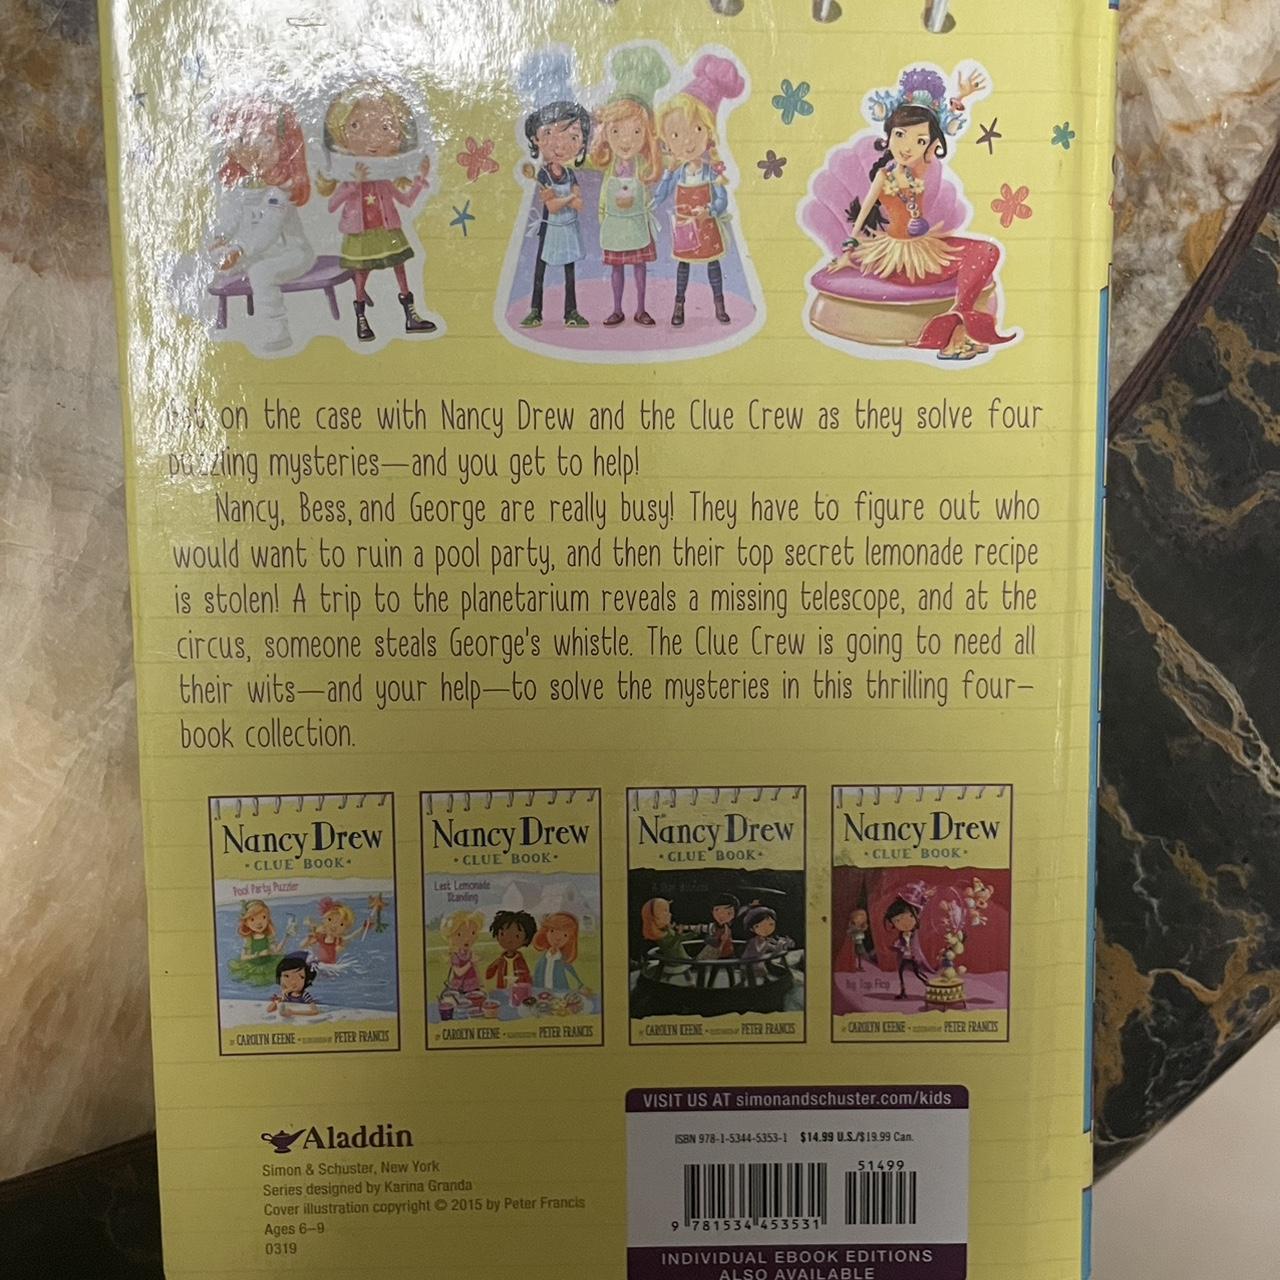 on the case with Nancy Drew and the Clue Crew as they solve four
puzzling mysteries—and you get to help!
Nancy, Bess, and George are really busy! They have to figure out who
would want to ruin a pool party, and then their top secret lemonade recipe
is stolen! A trip to the planetarium reveals a missing telescope, and at the
circus, someone steals George's whistle. The Clue Crew is going to need all
their wits—and your help—to solve the mysteries in this thrilling four-
book collection.
Nancy Drew
• CLUE BOOK •
Pool Party Puzzler
CAROLYN KEENE • PETER FRANCIS
Nancy Drew
• CLUE BOOK •
Last Lemonade
Standing
BY CAROLYN KEENE • PETER FRANCIS
Nancy Drew
• CLUE BOOK •
CAROLYN KEENE • PETER FRANCIS
Nancy Drew
• CLUE BOOK •
Big Top Flop
BY CAROLYN KEENE • PETER FRANCIS
Aladdin
Simon & Schuster, New York
Series designed by Karina Granda
Cover illustration copyright © 2015 by Peter Francis
Ages 6–9
0319
VISIT US AT simonandschuster.com/kids
ISBN 978-1-5344-5353-1 $14.99 U.S./$19.99 Can.
51499
9 781534 453531
INDIVIDUAL EBOOK EDITIONS
ALSO AVAILABLE